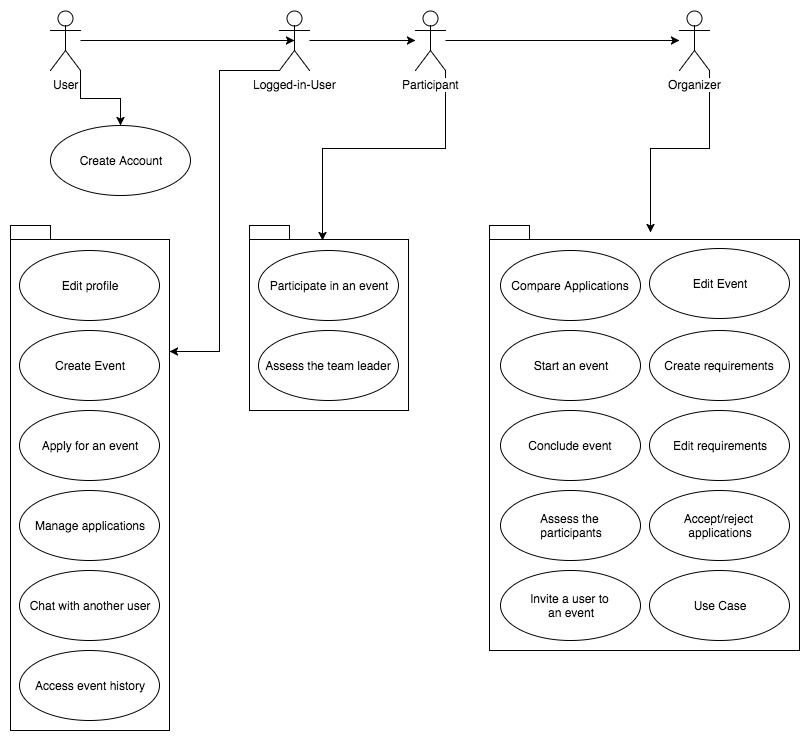 User
Logged-in-User
Participant
Organizer
Create Account
Edit profile
Create Event
Apply for an event
Manage applications
Chat with another user
Access event history
Participate in an event
Assess the team leader
Compare Applications
Edit Event
Start an event
Create requirements
Conclude event
Edit requirements
Assess the
participants
Accept/reject
applications
Invite a user to
an event
Use Case